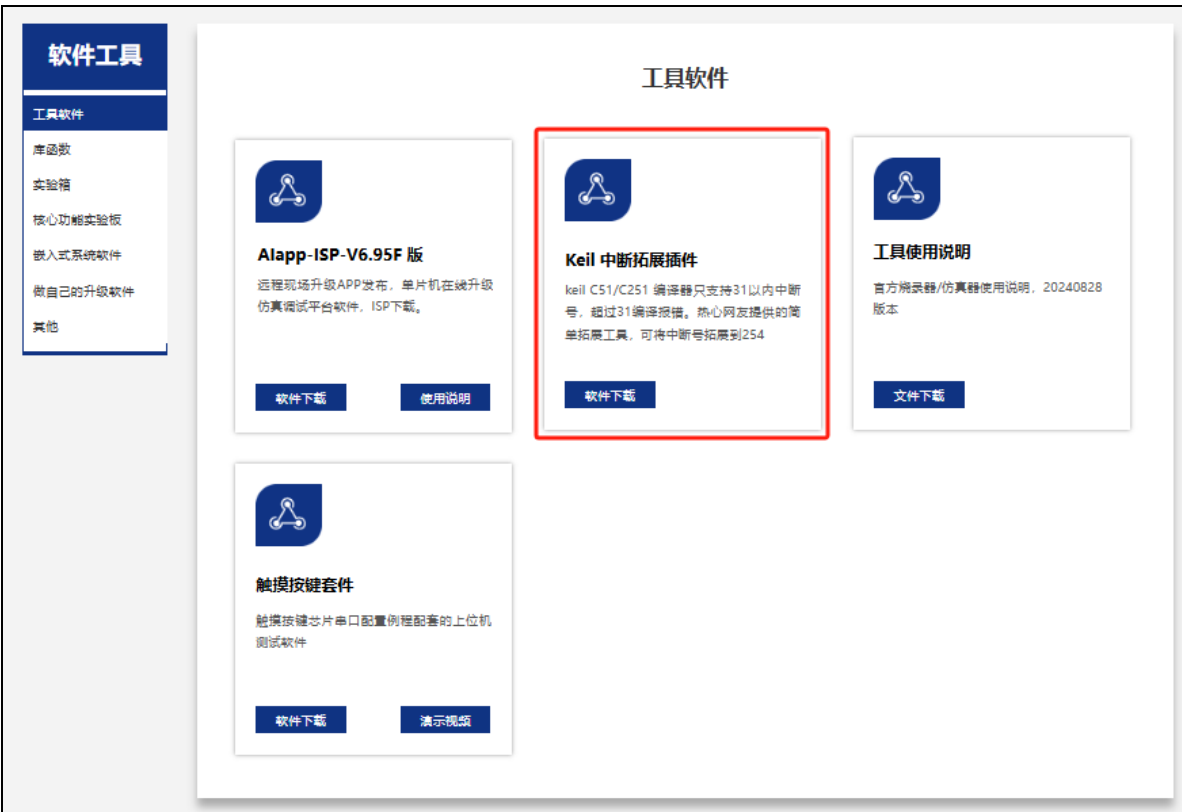 软件工具
工具软件
库函数
实验箱
核心功能实验板
嵌入式系统软件
做自己的升级软件
其他
工具软件
AIapp-ISP-V6.95F 版
远程现场升级APP发布，单片机在线升级
仿真调试平台软件，ISP下载。
软件下载
使用说明
Keil 中断拓展插件
keil C51/C251 编译器只支持31以内中断
号，超过31编译报错。热心网友提供的简
单拓展工具，可将中断号拓展到254
软件下载
工具使用说明
官方烧录器/仿真器使用说明，20240828
版本
文件下载
触摸按键套件
触摸按键芯片串口配置例程配套的上位机
测试软件
软件下载
演示视频